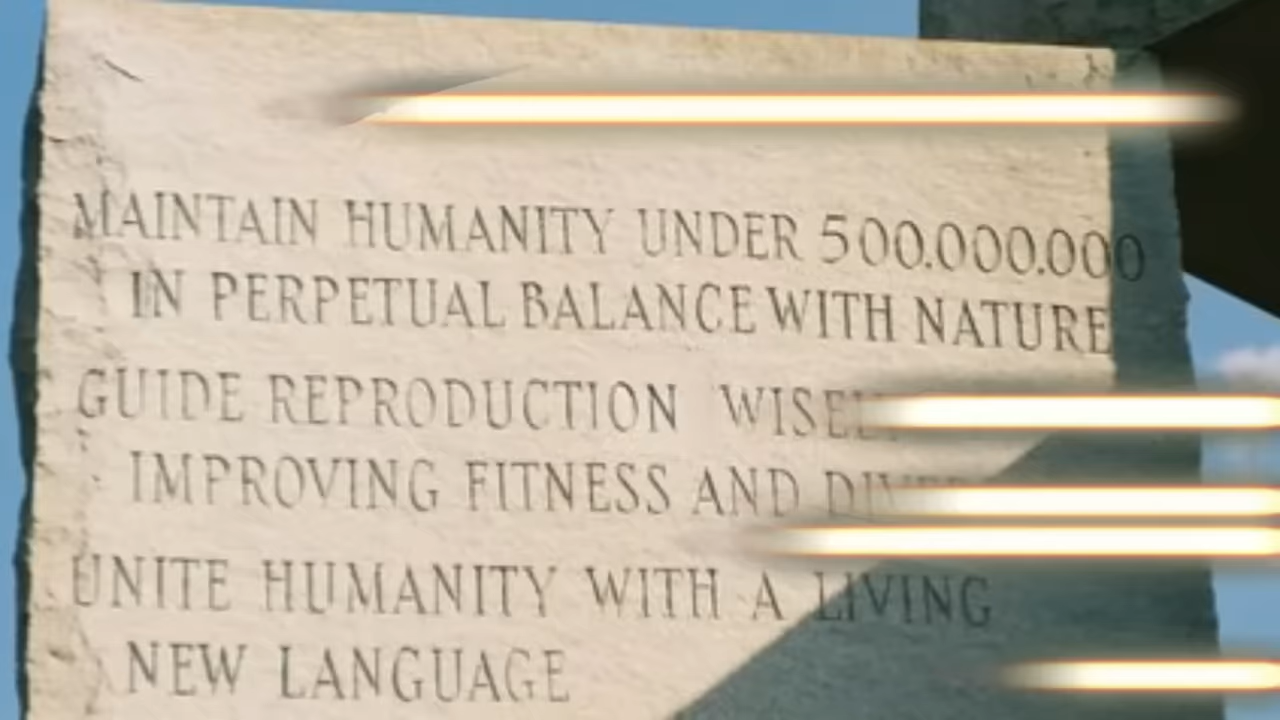 MAINTAIN HUMANITY UNDER 500.000.000
IN PERPETUAL BALANCE WITH NATURE
GUIDE REPRODUCTION
IMPROVING FITNESS AND
UNITE HUMANITY WITH A LIVING
NEW LANGUAGE